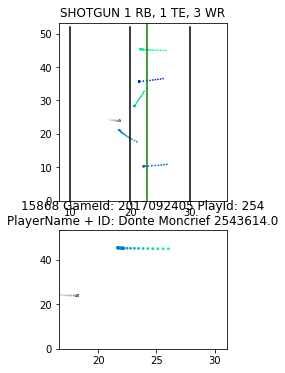 SHOTGUN 1 RB, 1 TE, 3 WR
50
40
30
20
10
0
10 20 30
15868 GameId: 2017092405 PlayId: 254
PlayerName + ID: Donte Moncrief 2543614.0
40
20
0
20 25 30